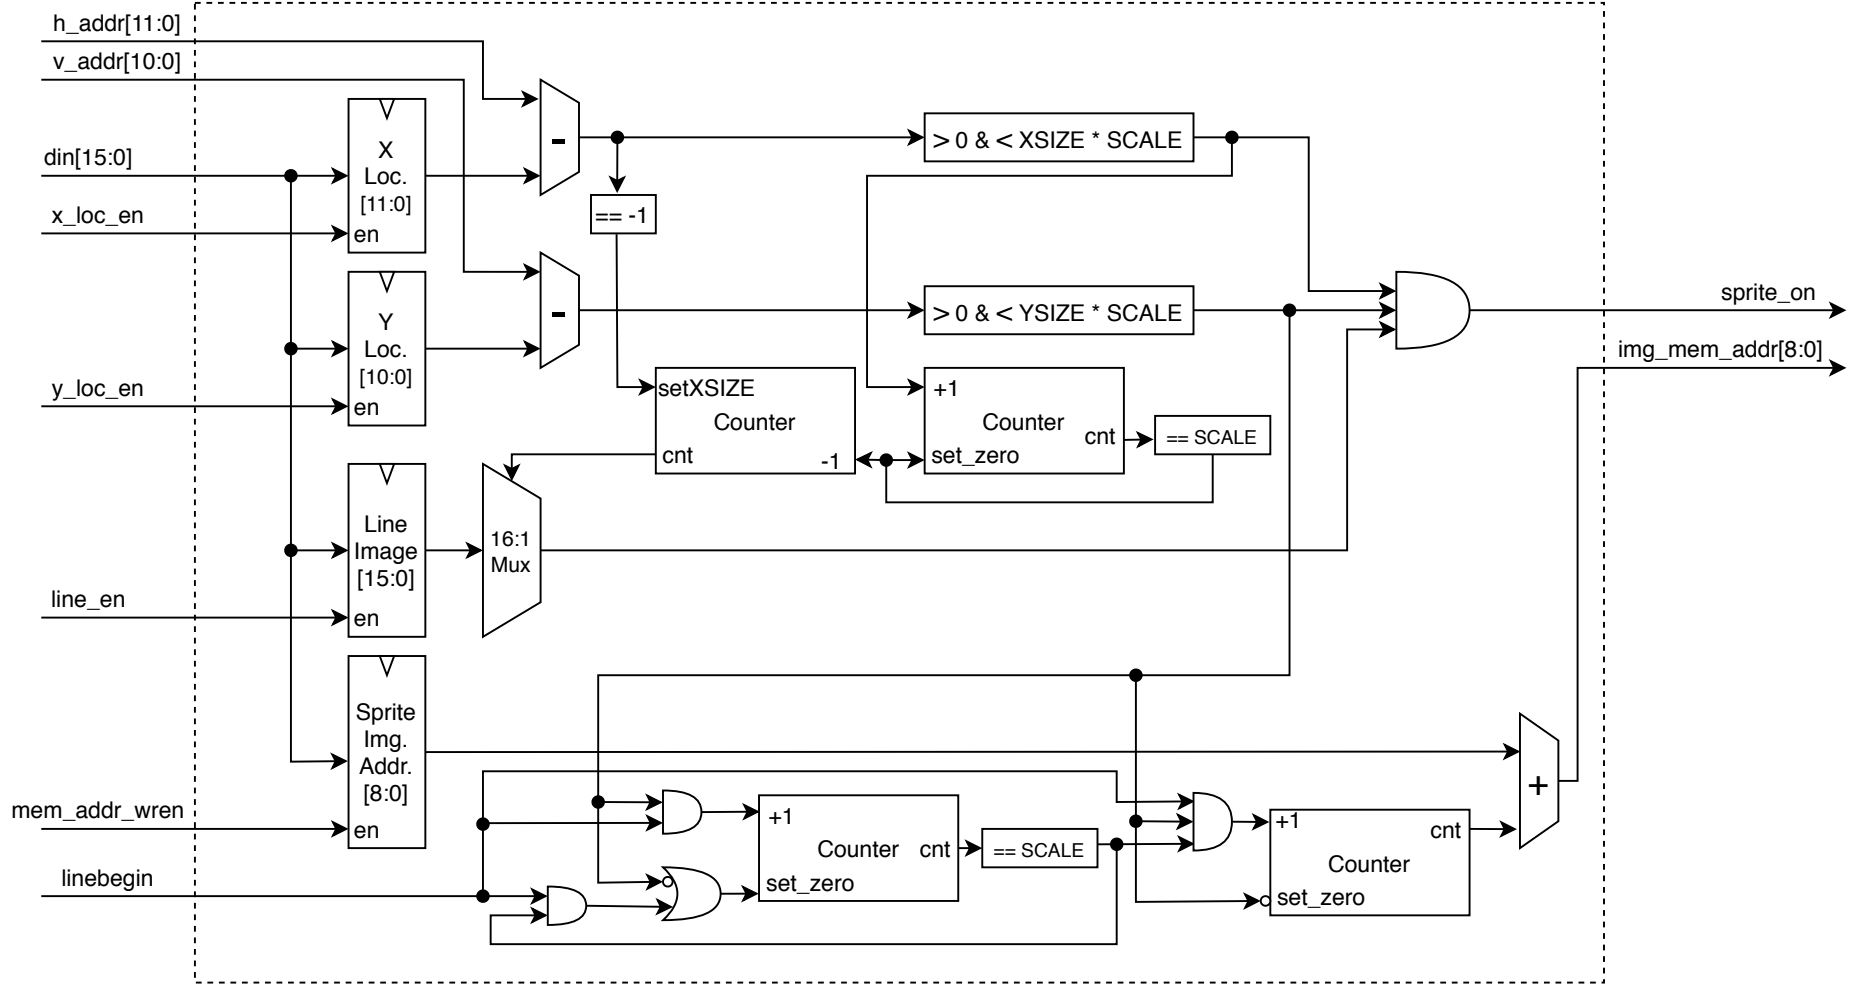 h_addr[11:0]
v_addr[10:0]
din[15:0]
x_loc_en
y_loc_en
line_en
mem_addr_wren
linebegin
X
Loc.
[11:0]
en
Y
Loc.
[10:0]
en
Line
Image
[15:0]
en
Sprite
Img.
Addr.
[8:0]
en
-
-
== -1
> 0 & < XSIZE * SCALE
> 0 & < YSIZE * SCALE
setXSIZE
Counter
cnt
-1
+1
Counter
cnt
set_zero
== SCALE
16:1
Mux
+1
Counter cnt
set_zero
== SCALE
+1
cnt
Counter
set_zero
+
sprite_on
img_mem_addr[8:0]